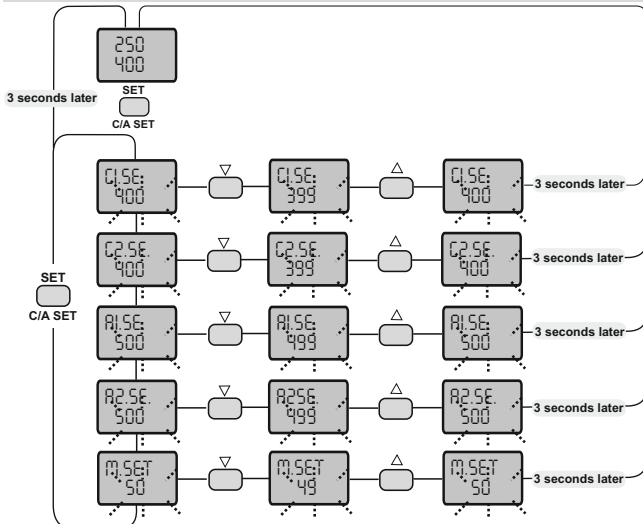 250
400
3 seconds later
SET
C/A SET
C1.SE.
400
▽
C1.SE.
399
△
C1.SE.
400
3 seconds later
C2.SE.
400
▽
C2.SE.
399
△
C2.SE.
400
3 seconds later
SET
C/A SET
A1.SE.
500
▽
A1.SE.
499
△
A1.SE.
500
3 seconds later
A2.SE.
500
▽
A2SE.
499
△
A2.SE.
500
3 seconds later
M.SET
50
▽
M.SET
49
△
M.SET
50
3 seconds later